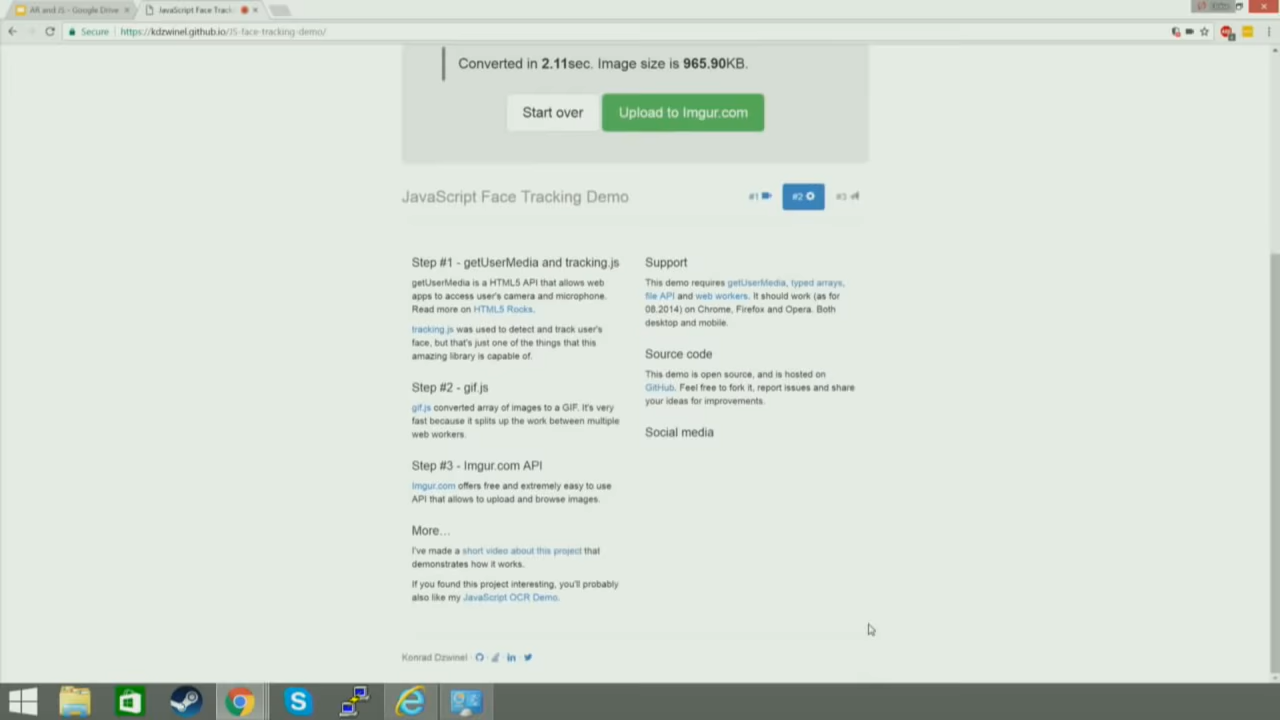 AR and JS - Google Drive
JavaScript Face Track
Secure
https://kdzwinel.github.io/JS-face-tracking-demo/
Converted in 2.11sec. Image size is 965.90KB.
Start over
Upload to Imgur.com
JavaScript Face Tracking Demo
#1
#2
#3
Step #1 - getUserMedia and tracking.js
getUserMedia is a HTML5 API that allows web
apps to access user's camera and microphone.
Read more on HTML5 Rocks.
tracking.js was used to detect and track user's
face, but that's just one of the things that this
amazing library is capable of.
Step #2 - gif.js
gif.js converted array of images to a GIF. It's very
fast because it splits up the work between multiple
web workers.
Step #3 - Imgur.com API
Imgur.com offers free and extremely easy to use
API that allows to upload and browse images.
More...
I've made a short video about this project that
demonstrates how it works.
If you found this project interesting, you'll probably
also like my JavaScript OCR Demo.
Support
This demo requires getUserMedia, typed arrays,
file API and web workers. It should work (as for
08.2014) on Chrome, Firefox and Opera. Both
desktop and mobile.
Source code
This demo is open source, and is hosted on
GitHub. Feel free to fork it, report issues and share
your ideas for improvements.
Social media
Konrad Dzwinel